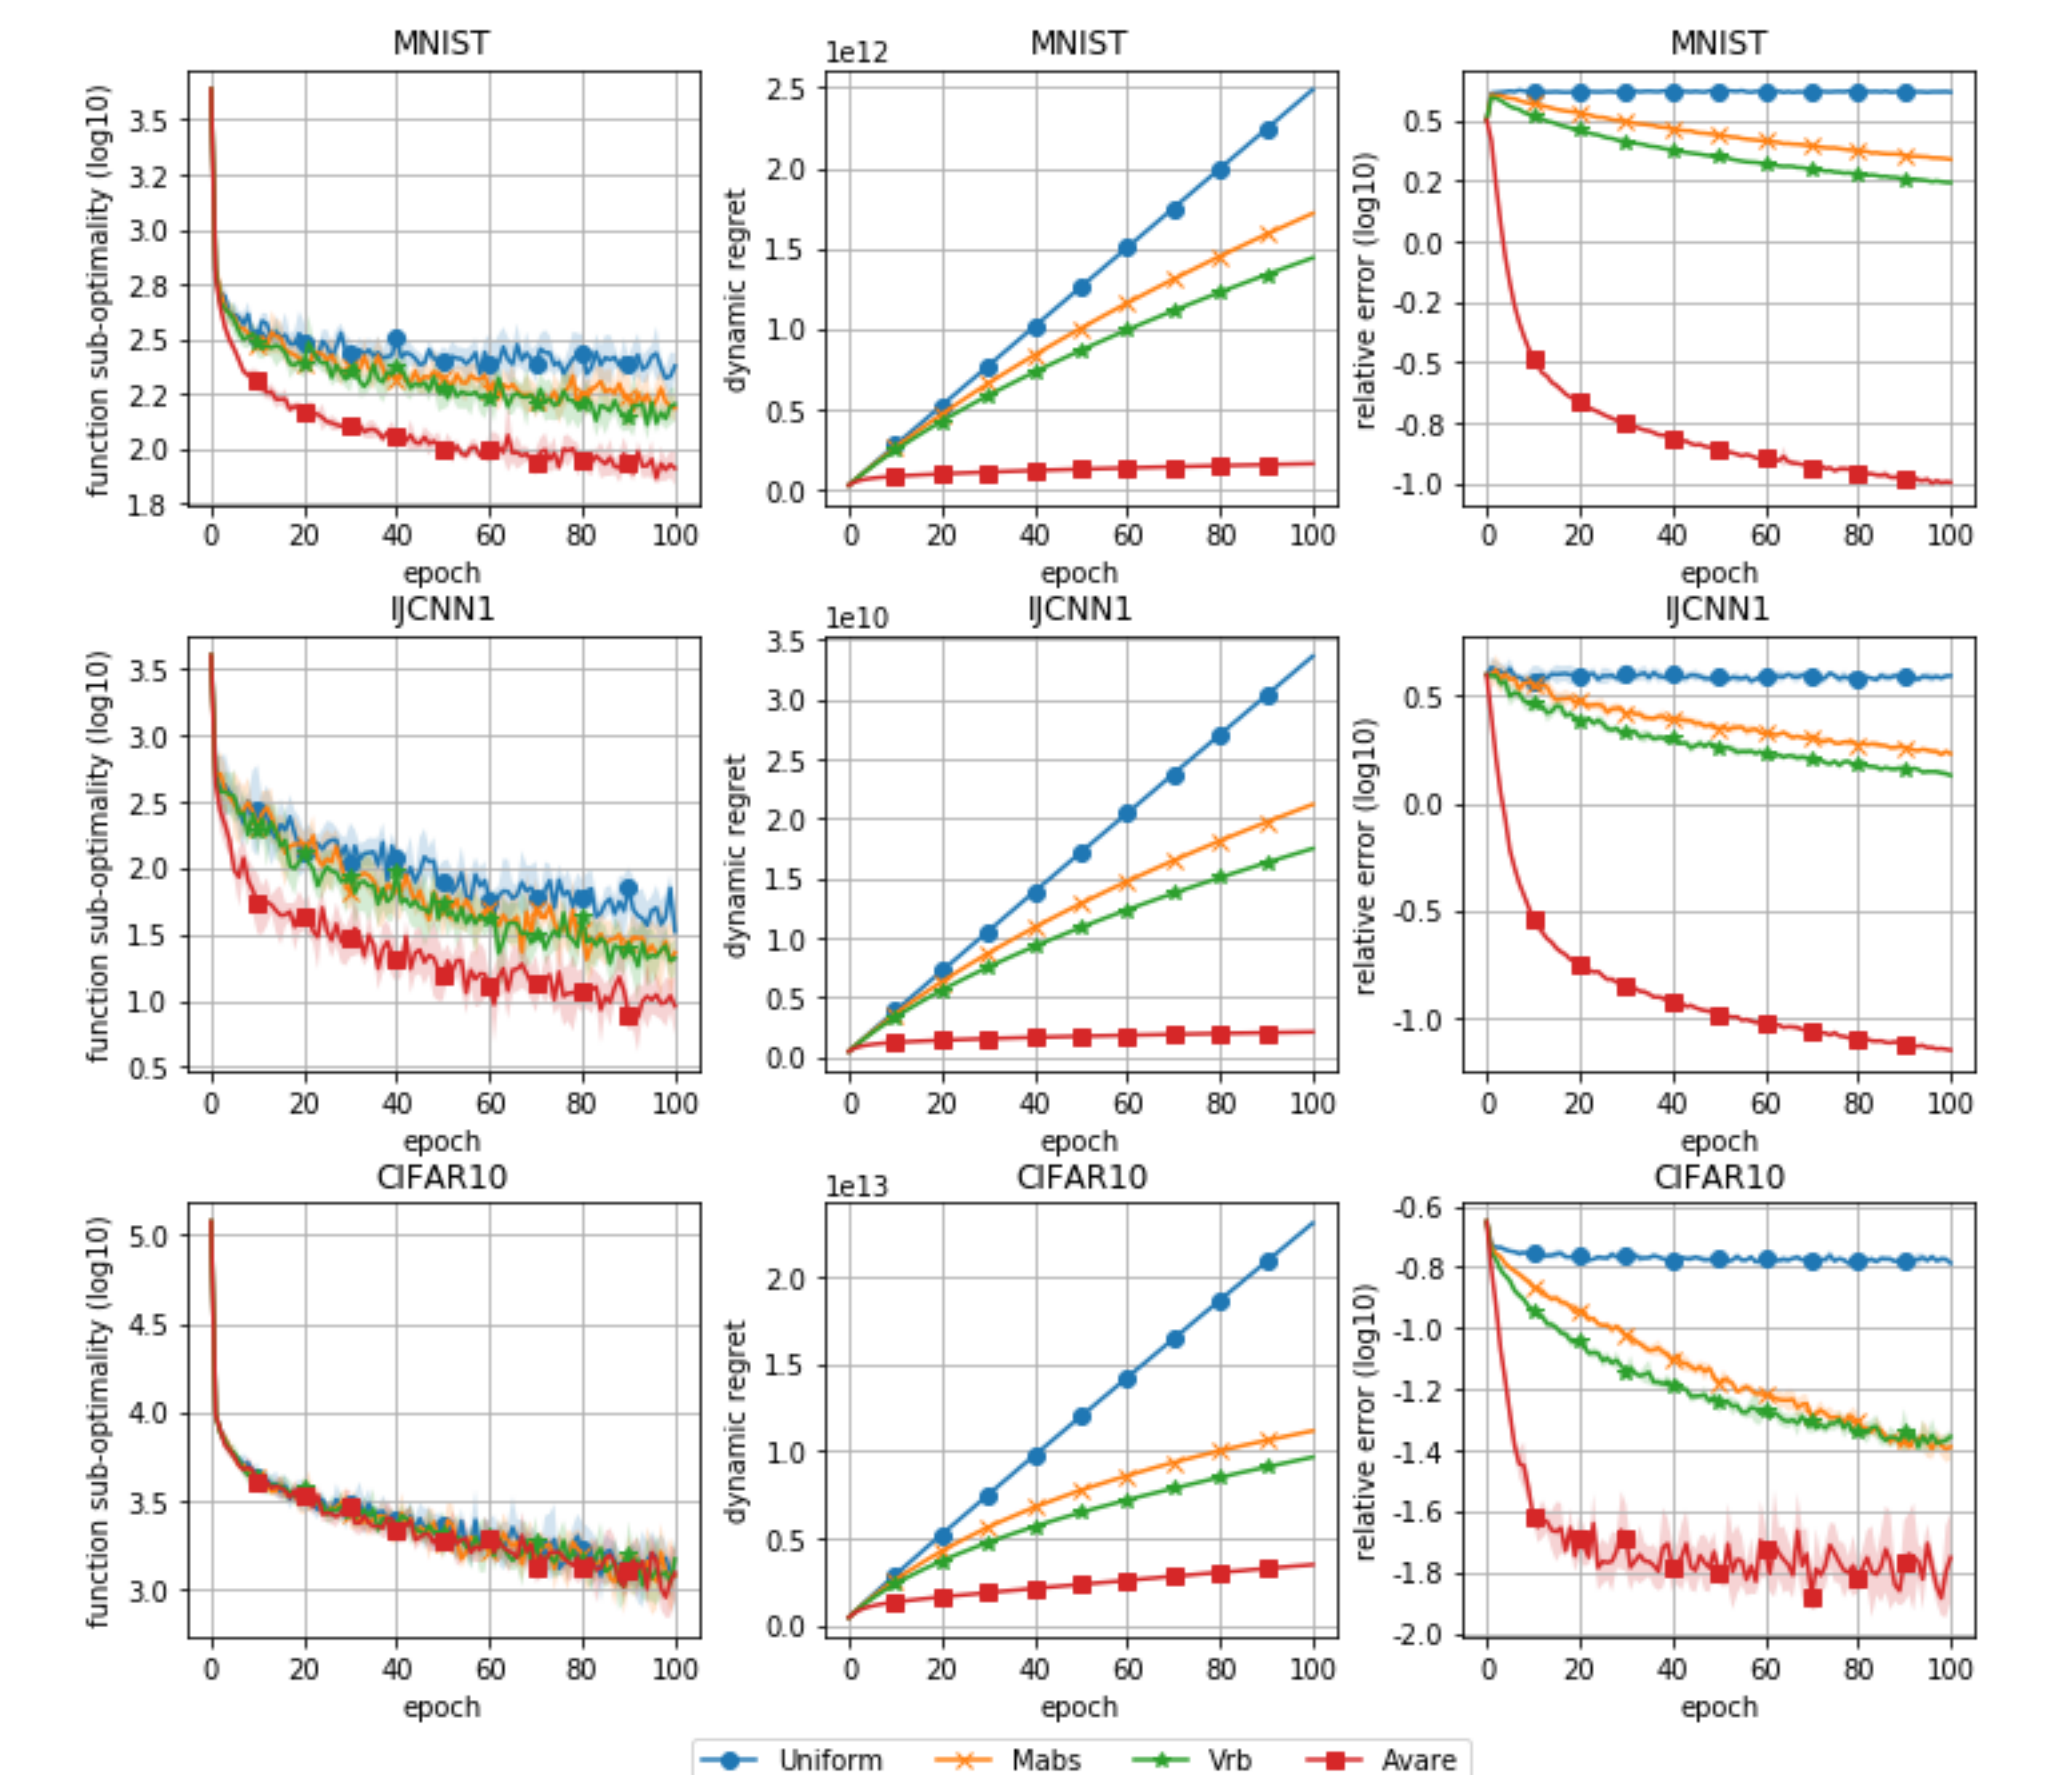 MNIST
function sub-optimality (log10)
3.5
3.2
3.0
2.8
2.5
2.2
2.0
1.8
0 20 40 60 80 100
epoch
MNIST
1e12
dynamic regret
2.5
2.0
1.5
1.0
0.5
0.0
0 20 40 60 80 100
epoch
MNIST
relative error (log10)
0.5
0.2
0.0
-0.2
-0.5
-0.8
-1.0
0 20 40 60 80 100
epoch
IJCNN1
function sub-optimality (log10)
3.5
3.0
2.5
2.0
1.5
1.0
0.5
0 20 40 60 80 100
epoch
IJCNN1
1e10
dynamic regret
3.5
3.0
2.5
2.0
1.5
1.0
0.5
0.0
0 20 40 60 80 100
epoch
IJCNN1
relative error (log10)
0.5
0.0
-0.5
-1.0
0 20 40 60 80 100
epoch
CIFAR10
function sub-optimality (log10)
5.0
4.5
4.0
3.5
3.0
0 20 40 60 80 100
epoch
CIFAR10
1e13
dynamic regret
2.0
1.5
1.0
0.5
0.0
0 20 40 60 80 100
epoch
CIFAR10
relative error (log10)
-0.6
-0.8
-1.0
-1.2
-1.4
-1.6
-1.8
-2.0
0 20 40 60 80 100
epoch
Uniform Mabs Vrb Avare